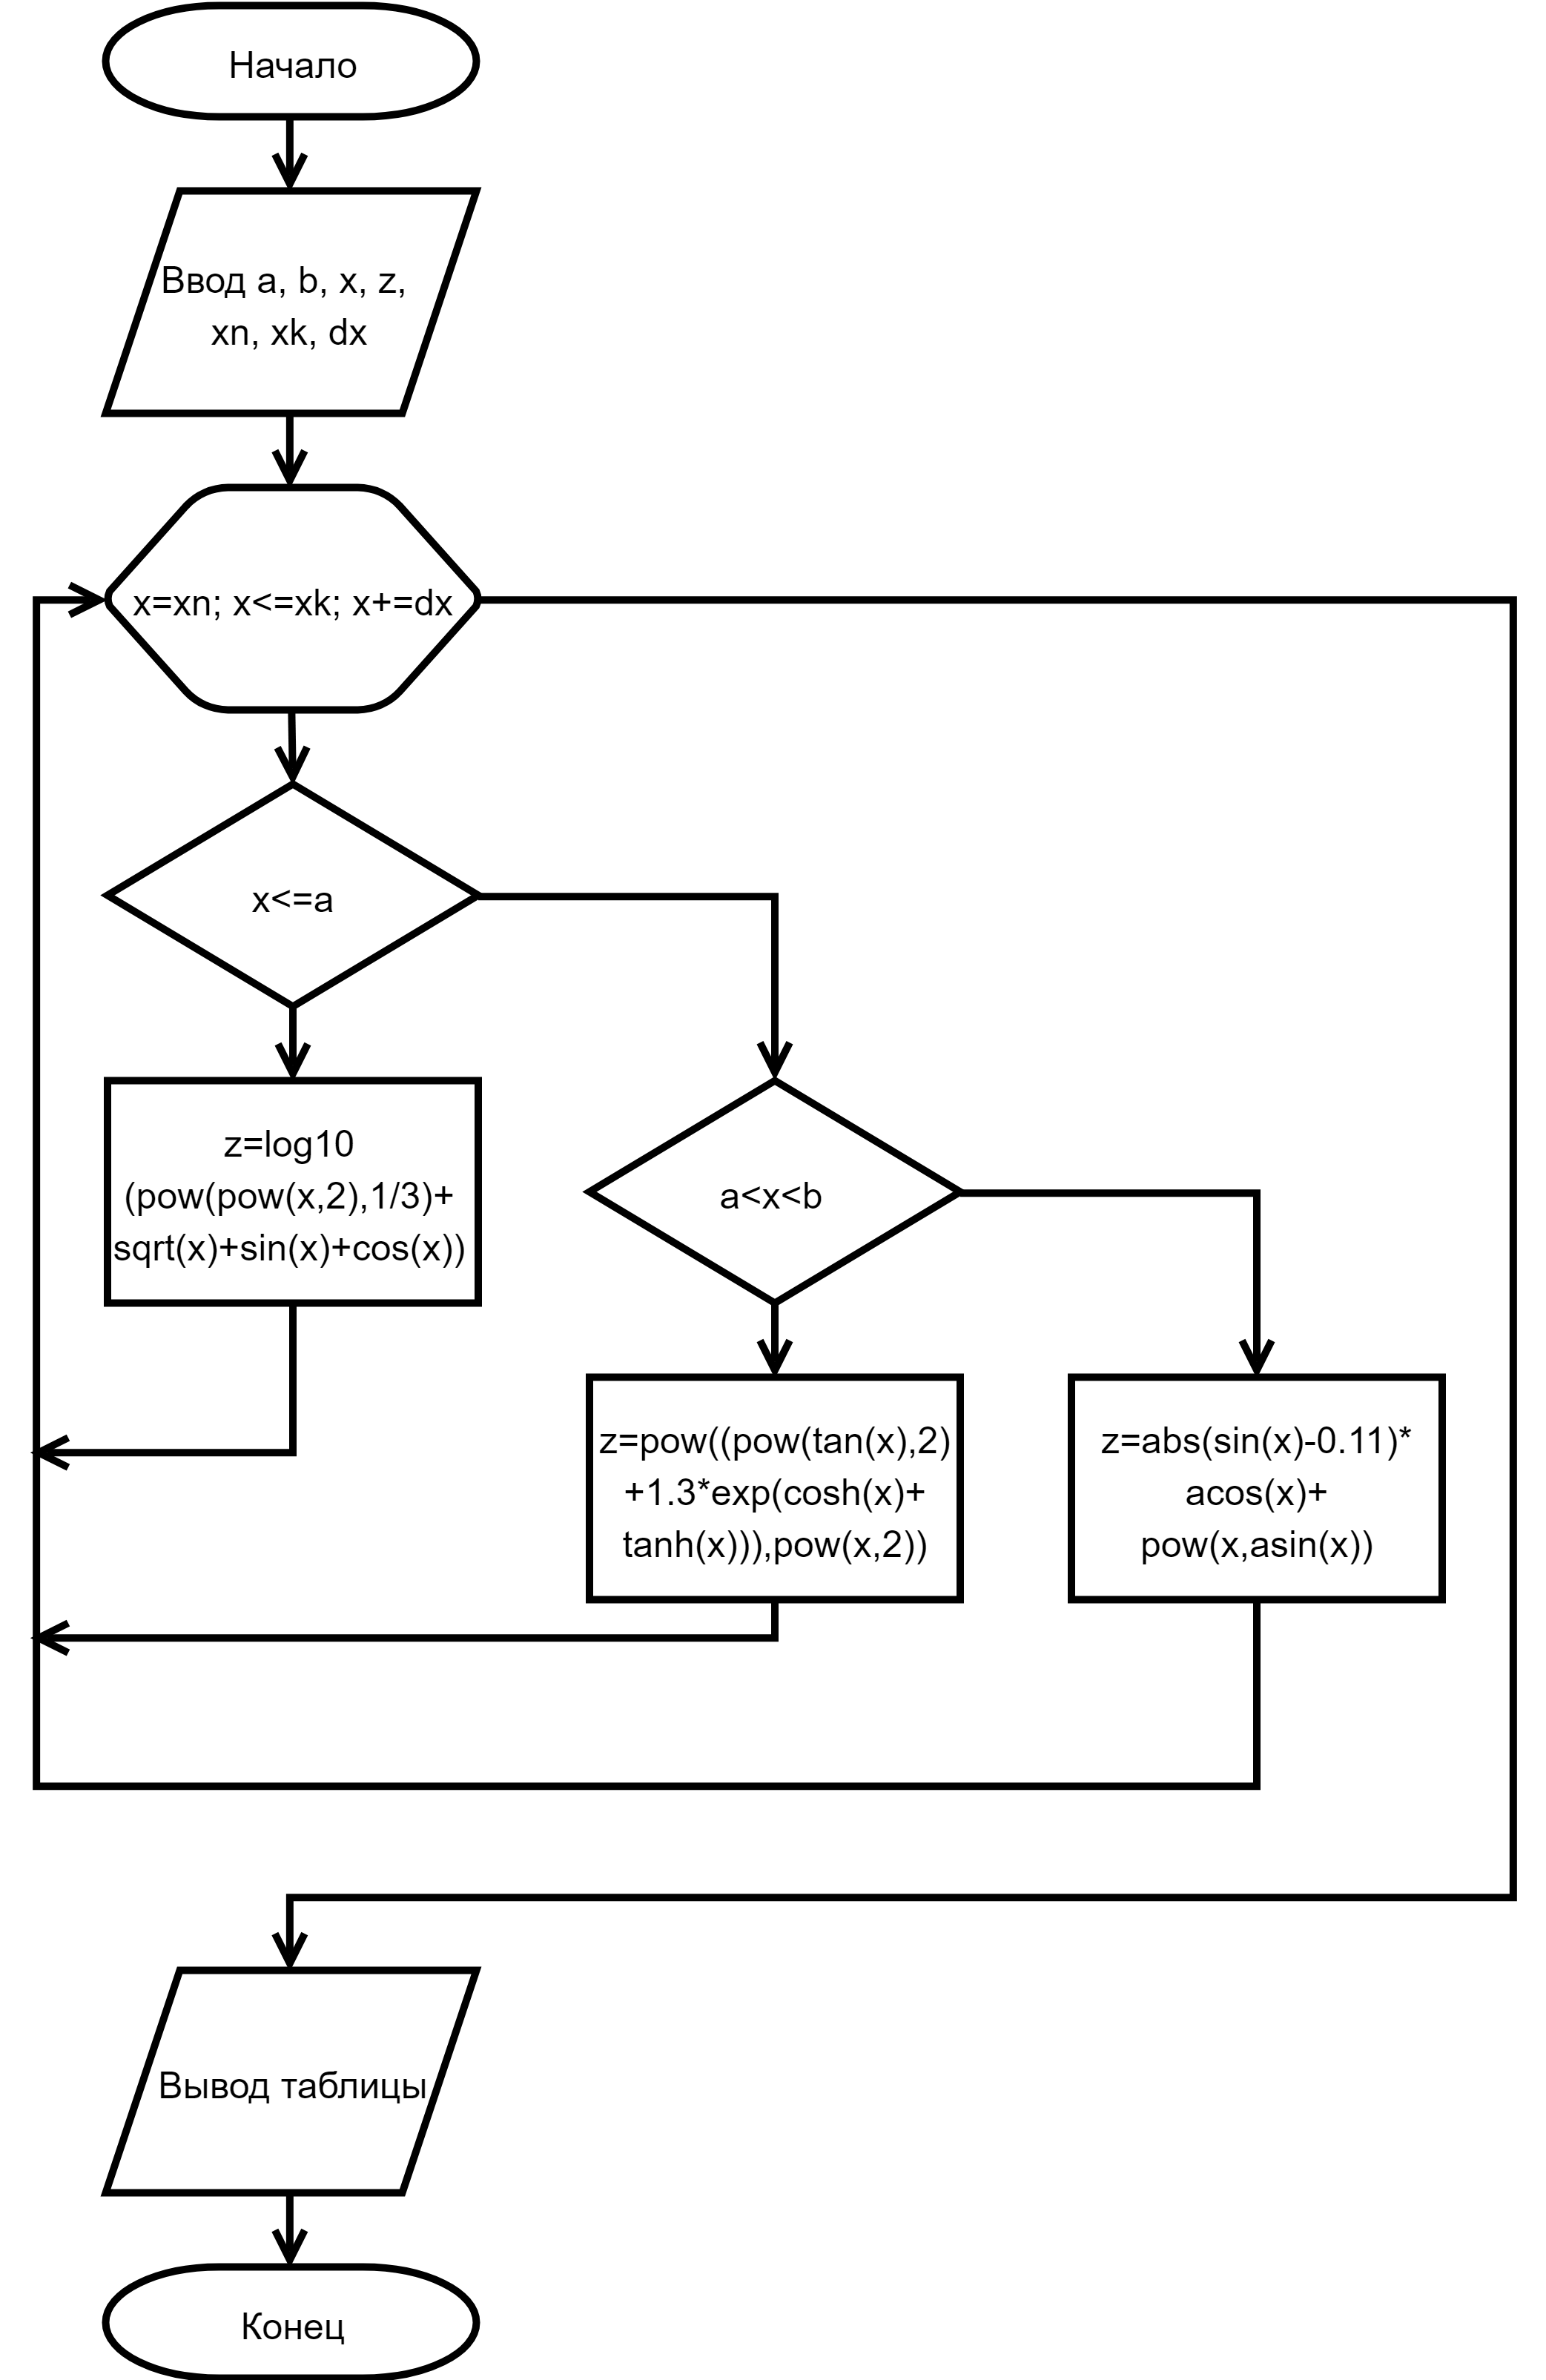 Начало
Ввод a, b, x, z,
xn, xk, dx
x=xn; x<=xk; x+=dx
x<=a
z=log10
(pow(pow(x,2),1/3)+
sqrt(x)+sin(x)+cos(x))
a<x<b
z=pow((pow(tan(x),2)
+1.3*exp(cosh(x)+
tanh(x))),pow(x,2))
z=abs(sin(x)-0.11)*
acos(x)+
pow(x,asin(x))
Вывод таблицы
Конец